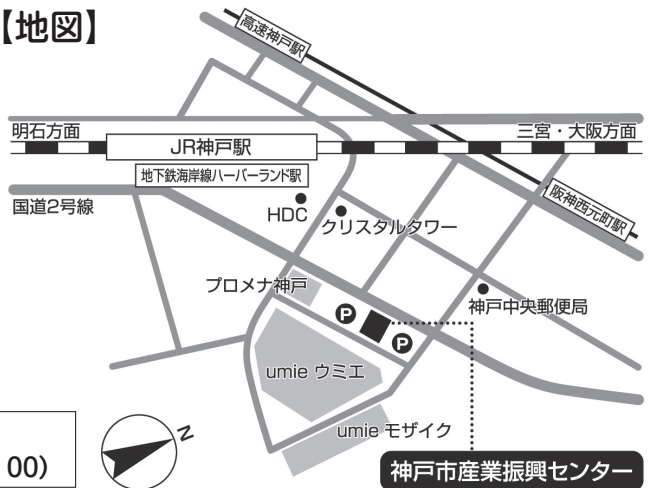 【地図】
高速神戸駅
明石方面
三宮・大阪方面
JR神戸駅
地下鉄海岸線ハーバーランド駅
国道2号線
阪神西元町駅
HDC
クリスタルタワー
プロメナ神戸
神戸中央郵便局
P
P
umie ウミエ
umie モザイク
N
00)
神戸市産業振興センター